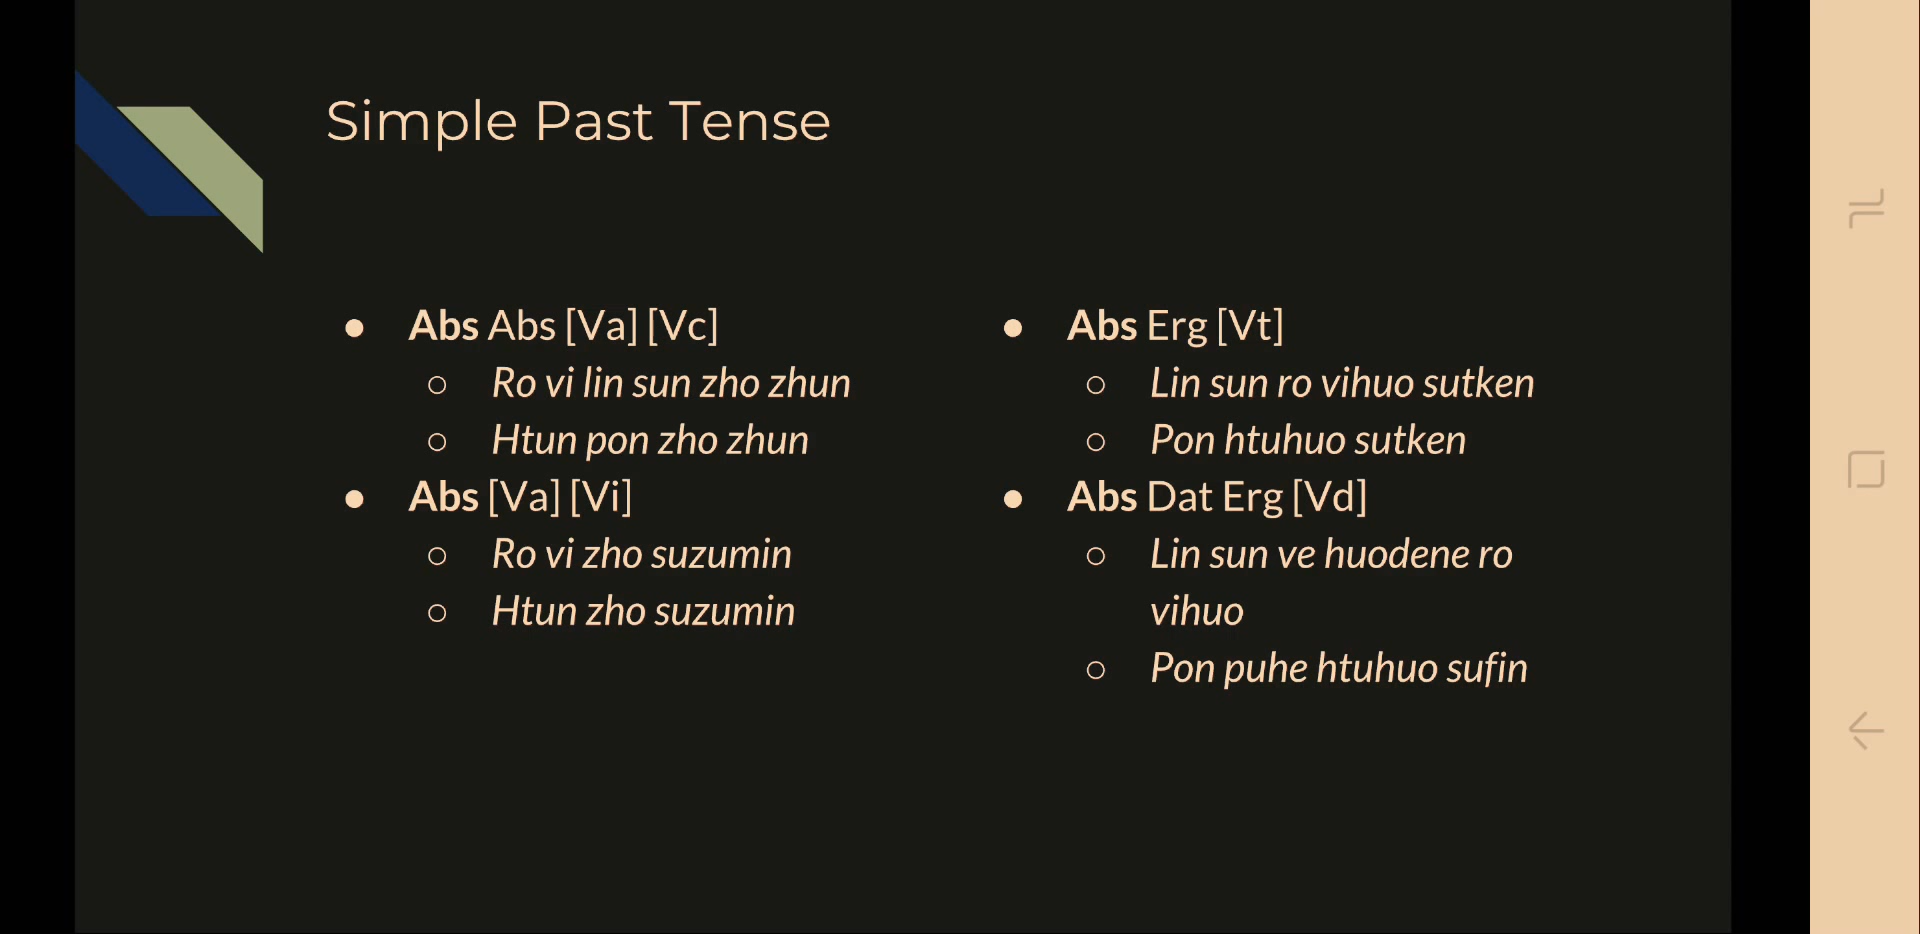 Simple Past Tense
● Abs Abs [Va] [Vc]
○ Ro vi lin sun zho zhun
○ Htun pon zho zhun
● Abs [Va] [Vi]
○ Ro vi zho suzumin
○ Htun zho suzumin
● Abs Erg [Vt]
○ Lin sun ro vihuo sutken
○ Pon htuhuo sutken
● Abs Dat Erg [Vd]
○ Lin sun ve huodene ro
vihuo
○ Pon puhe htuhuo sufin